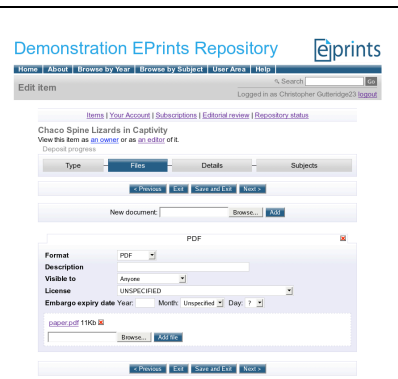 Demonstration EPrints Repository eprints
Home | About | Browse by Year | Browse by Subject | User Area | Help
Search Go
Edit item
Logged in as Christopher Gutteridge23 logout
Items | Your Account | Subscriptions | Editorial review | Repository status
Chaco Spine Lizards in Captivity
View this item as an owner or as an editor of it.
Deposit progress
Type Files Details Subjects
< Previous Exit Save and Exit Next >
New document: Browse... Add
PDF
Format PDF
Description
Visible to Anyone
License UNSPECIFIED
Embargo expiry date Year: Month: Unspecified Day: ?
paper.pdf 11Kb
Browse... Add file
< Previous Exit Save and Exit Next >